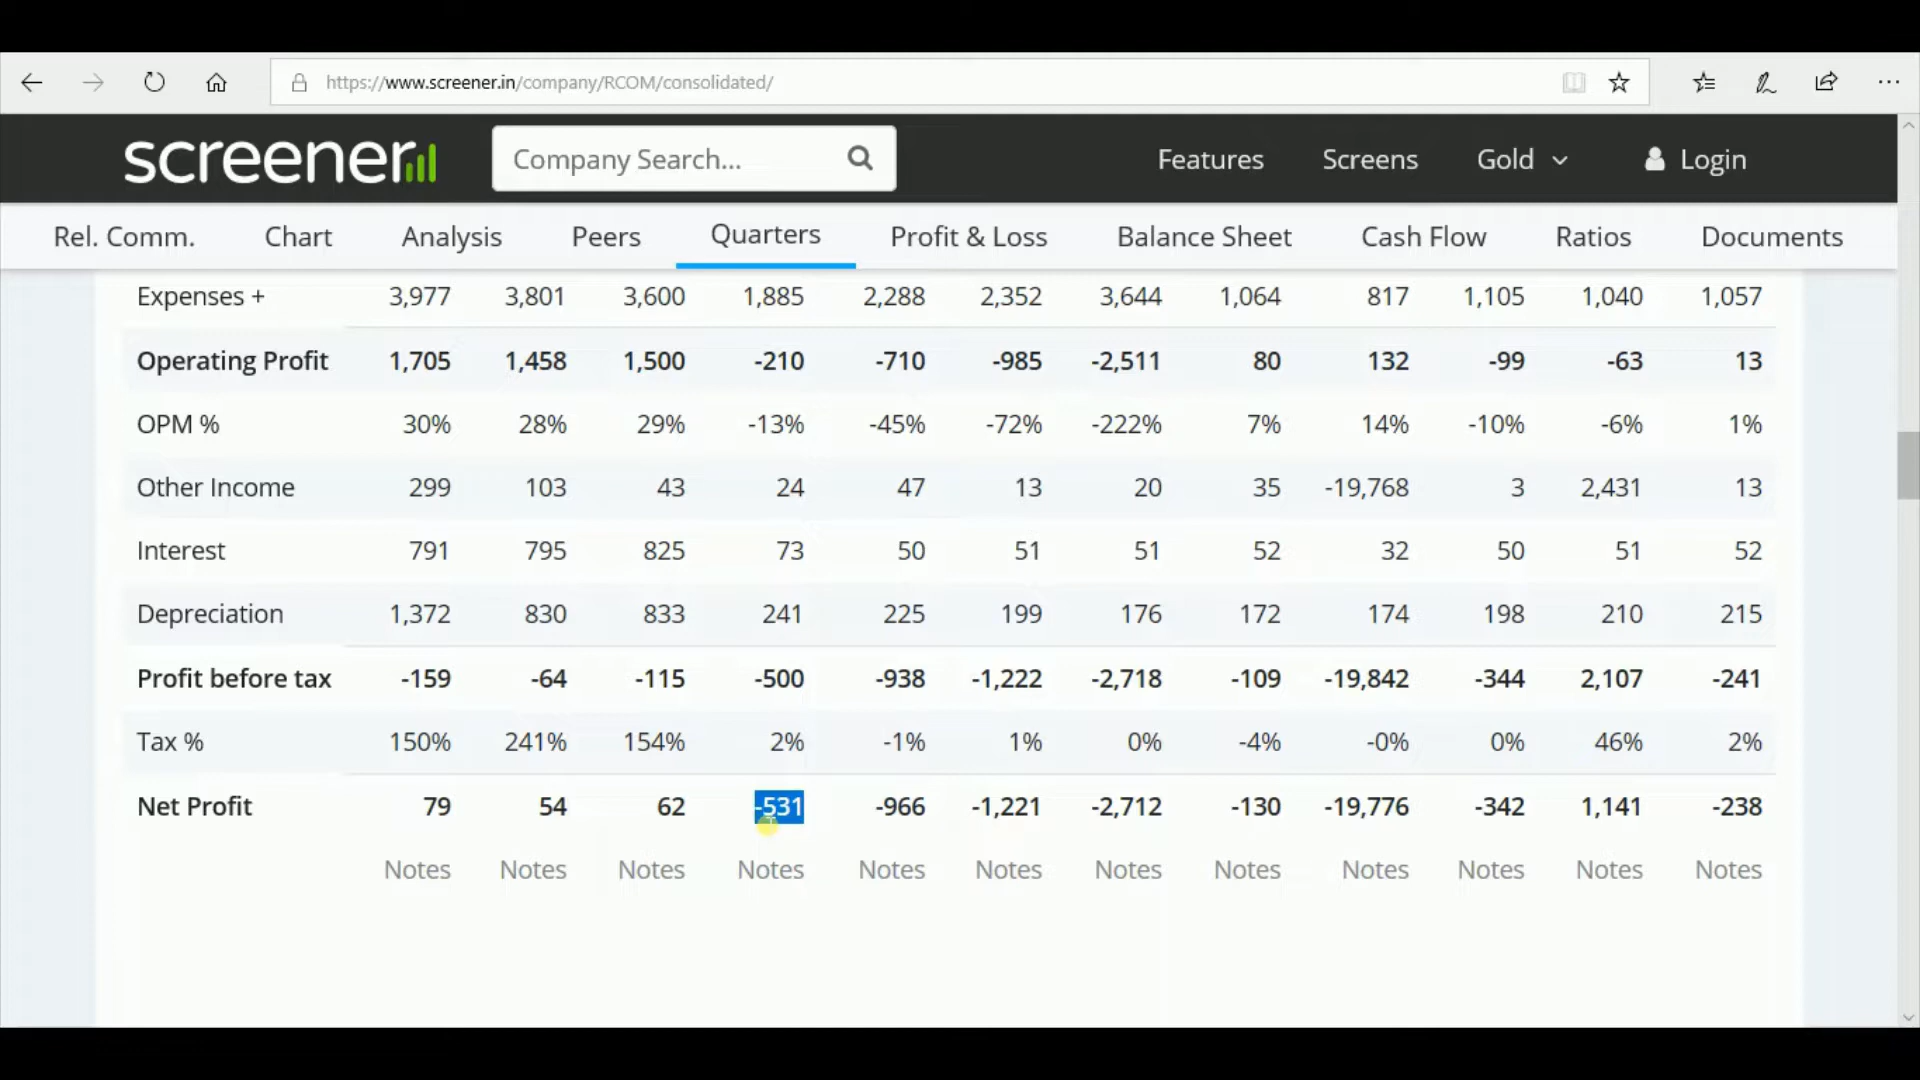 https://www.screener.in/company/RCOM/consolidated/
screener Company Search... Features Screens Gold Login
Rel. Comm. Chart Analysis Peers Quarters Profit & Loss Balance Sheet Cash Flow Ratios Documents
Expenses + 3,977 3,801 3,600 1,885 2,288 2,352 3,644 1,064 817 1,105 1,040 1,057
Operating Profit 1,705 1,458 1,500 -210 -710 -985 -2,511 80 132 -99 -63 13
OPM % 30% 28% 29% -13% -45% -72% -222% 7% 14% -10% -6% 1%
Other Income 299 103 43 24 47 13 20 35 -19,768 3 2,431 13
Interest 791 795 825 73 50 51 51 52 32 50 51 52
Depreciation 1,372 830 833 241 225 199 176 172 174 198 210 215
Profit before tax -159 -64 -115 -500 -938 -1,222 -2,718 -109 -19,842 -344 2,107 -241
Tax % 150% 241% 154% 2% -1% 1% 0% -4% -0% 0% 46% 2%
Net Profit 79 54 62 -531 -966 -1,221 -2,712 -130 -19,776 -342 1,141 -238
Notes Notes Notes Notes Notes Notes Notes Notes Notes Notes Notes Notes